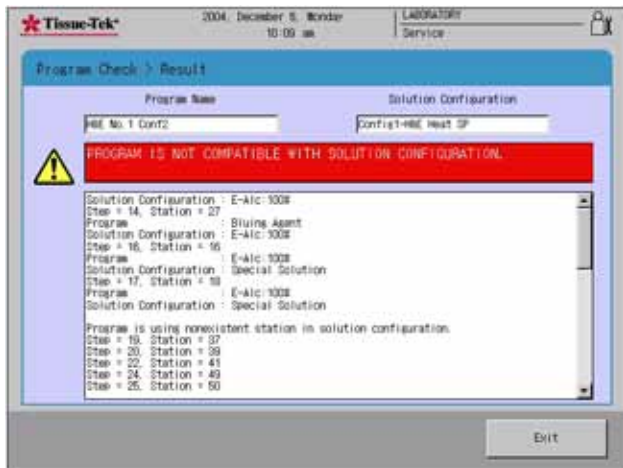 Tissue-Tek
2004. December 6. Monday
10:09 am
LABORATORY
Service
Program Check > Result
Program Name
Solution Configuration
H&E No.1 Conf2
Config1-H&E Heat SP
PROGRAM IS NOT COMPATIBLE WITH SOLUTION CONFIGURATION.
Solution Configuration : E-Alc:100%
Step = 14, Station = 27
Program : Bluing Agent
Solution Configuration : E-Alc:100%
Step = 16, Station = 16
Program : E-Alc:100%
Solution Configuration : Special Solution
Step = 17, Station = 18
Program : E-Alc:100%
Solution Configuration : Special Solution
Program is using nonexistent station in solution configuration.
Step = 19, Station = 37
Step = 20, Station = 39
Step = 22, Station = 41
Step = 24, Station = 49
Step = 25, Station = 50
Exit